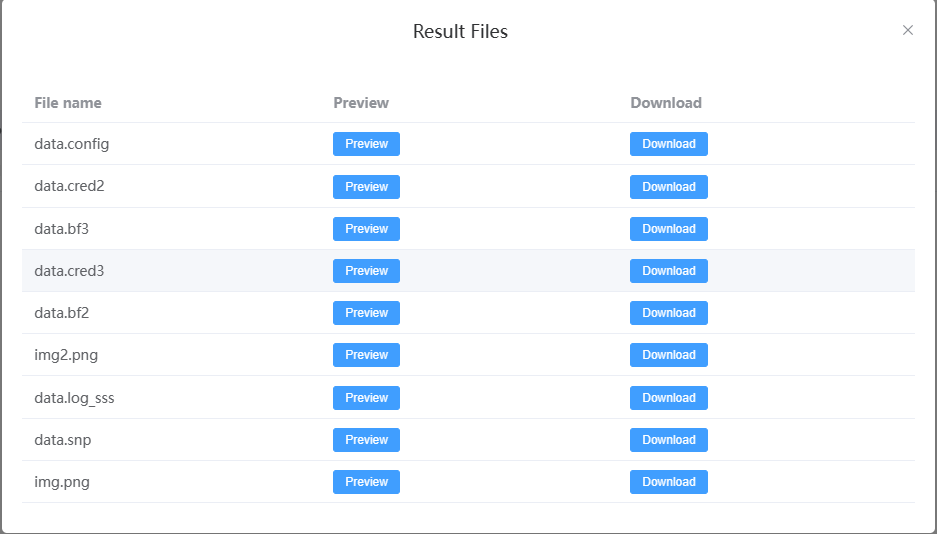 Result Files
File name Preview Download
data.config Preview Download
data.cred2 Preview Download
data.bf3 Preview Download
data.cred3 Preview Download
data.bf2 Preview Download
img2.png Preview Download
data.log_sss Preview Download
data.snp Preview Download
img.png Preview Download